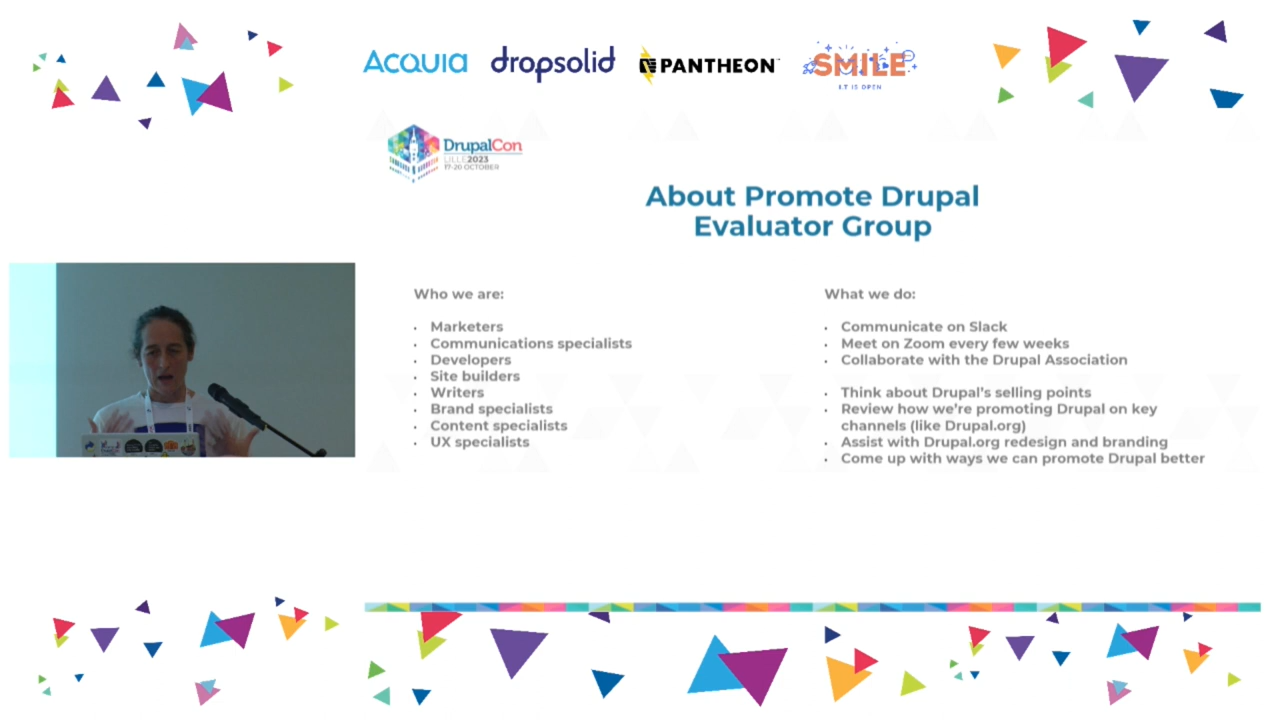 ACQUIA dropsolid PANTHEON SMILE
I.T IS OPEN
DrupalCon
LILLE2023
17-20 OCTOBER
About Promote Drupal
Evaluator Group
Who we are:
• Marketers
• Communications specialists
• Developers
• Site builders
• Writers
• Brand specialists
• Content specialists
• UX specialists
What we do:
• Communicate on Slack
• Meet on Zoom every few weeks
• Collaborate with the Drupal Association
Think about Drupal's selling points
• Review how we're promoting Drupal on key
channels (like Drupal.org)
• Assist with Drupal.org redesign and branding
• Come up with ways we can promote Drupal better